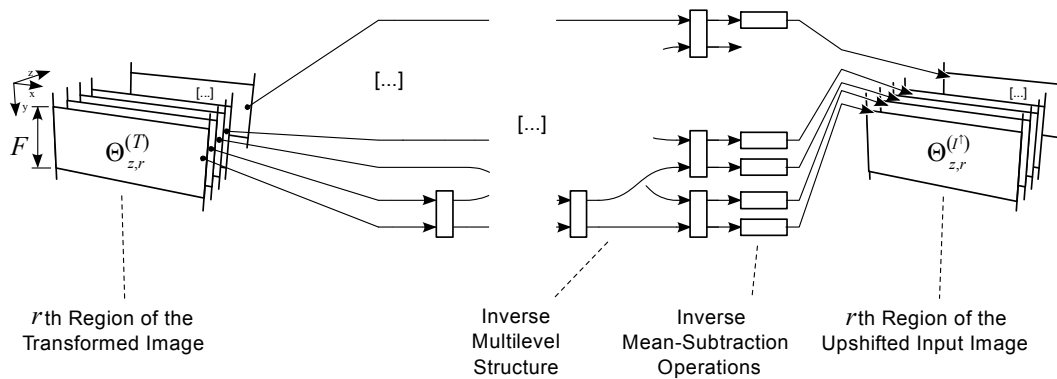 z
x
y
[...]
[...]
[...]
[...]
F
Θ(T)z,r
Θ(I↑)z,r
rth Region of the
Transformed Image
Inverse
Multilevel
Structure
Inverse
Mean-Subtraction
Operations
rth Region of the
Upshifted Input Image